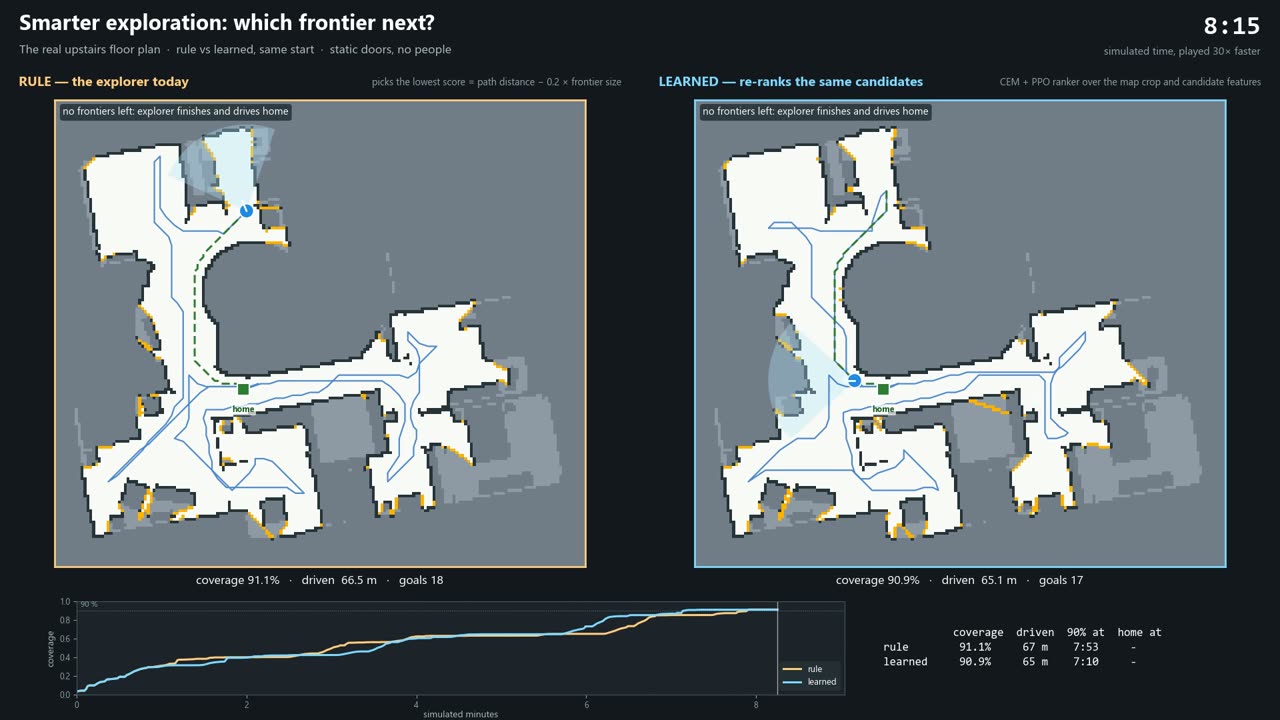 Smarter exploration: which frontier next?
8:15
The real upstairs floor plan · rule vs learned, same start · static doors, no people
simulated time, played 30× faster
RULE — the explorer today
picks the lowest score = path distance − 0.2 × frontier size
LEARNED — re-ranks the same candidates
CEM + PPO ranker over the map crop and candidate features
no frontiers left: explorer finishes and drives home
no frontiers left: explorer finishes and drives home
home
home
coverage 91.1% · driven 66.5 m · goals 18
coverage 90.9% · driven 65.1 m · goals 17
90 %
1.0
0.8
0.6
0.4
0.2
0.0
coverage
0 2 4 6 8
simulated minutes
rule
learned
coverage driven 90% at home at
rule 91.1% 67 m 7:53 -
learned 90.9% 65 m 7:10 -